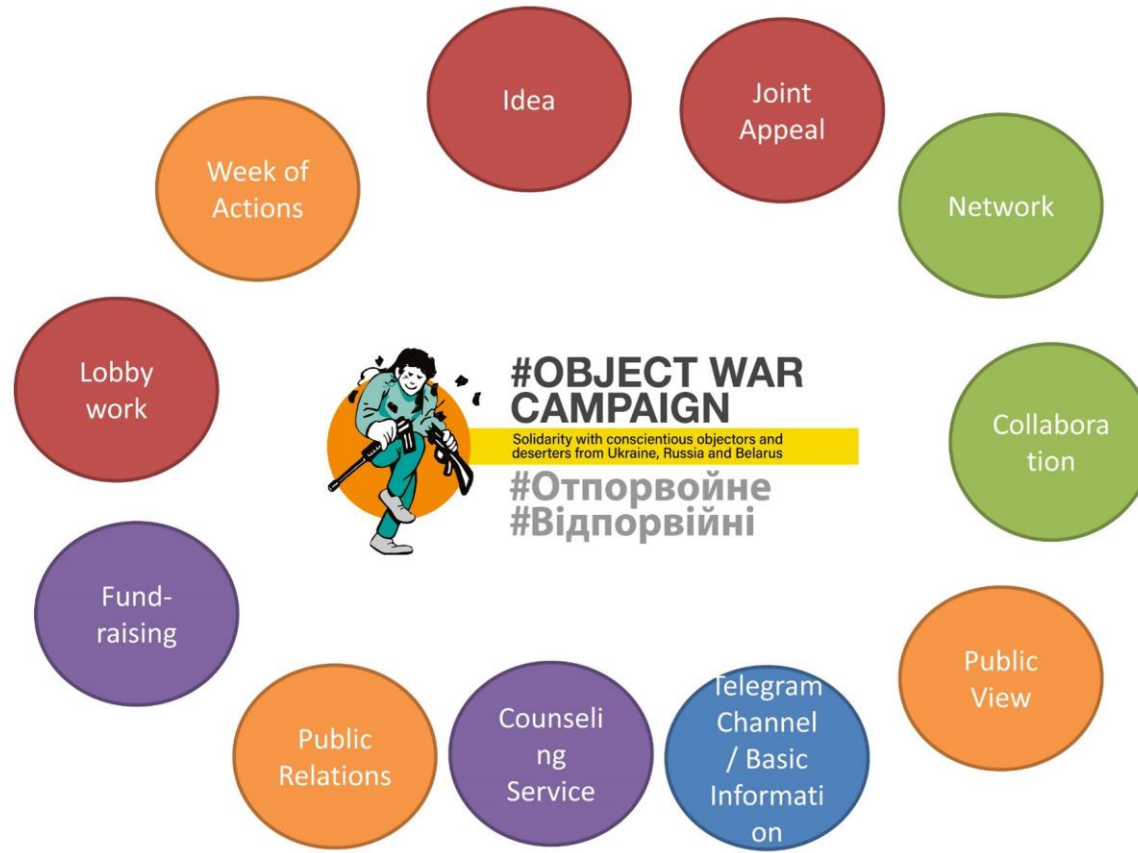 Idea
Joint
Appeal
Network
Collabora
tion
Public
View
Telegram
Channel
/ Basic
Informati
on
Counseli
ng
Service
Public
Relations
Fund-
raising
Lobby
work
Week of
Actions
#OBJECT WAR
CAMPAIGN
Solidarity with conscientious objectors and
deserters from Ukraine, Russia and Belarus
#Отпорвойне
#Відпорвійні